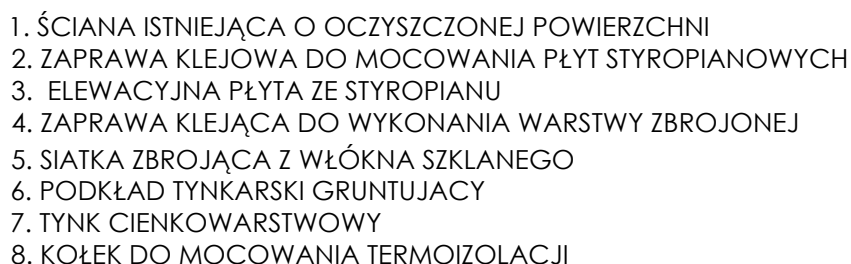 1. ŚCIANA ISTNIEJĄCA O OCZYSZCZONEJ POWIERZCHNI
2. ZAPRAWA KLEJOWA DO MOCOWANIA PŁYT STYROPIANOWYCH
3. ELEWACYJNA PŁYTA ZE STYROPIANU
4. ZAPRAWA KLEJĄCA DO WYKONANIA WARSTWY ZBROJONEJ
5. SIATKA ZBROJĄCA Z WŁÓKNA SZKLANEGO
6. PODKŁAD TYNKARSKI GRUNTUJACY
7. TYNK CIENKOWARSTWOWY
8. KOŁEK DO MOCOWANIA TERMOIZOLACJI